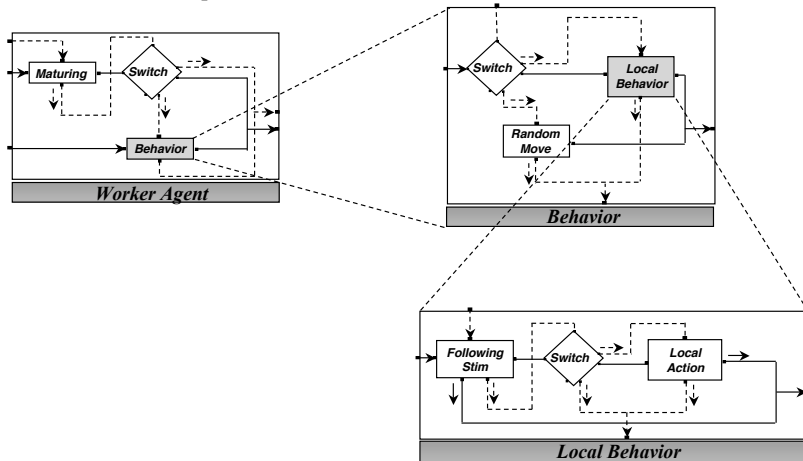 Maturing
Switch
Behavior
Worker Agent
Switch
Local
Behavior
Random
Move
Behavior
Following
Stim
Switch
Local
Action
Local Behavior